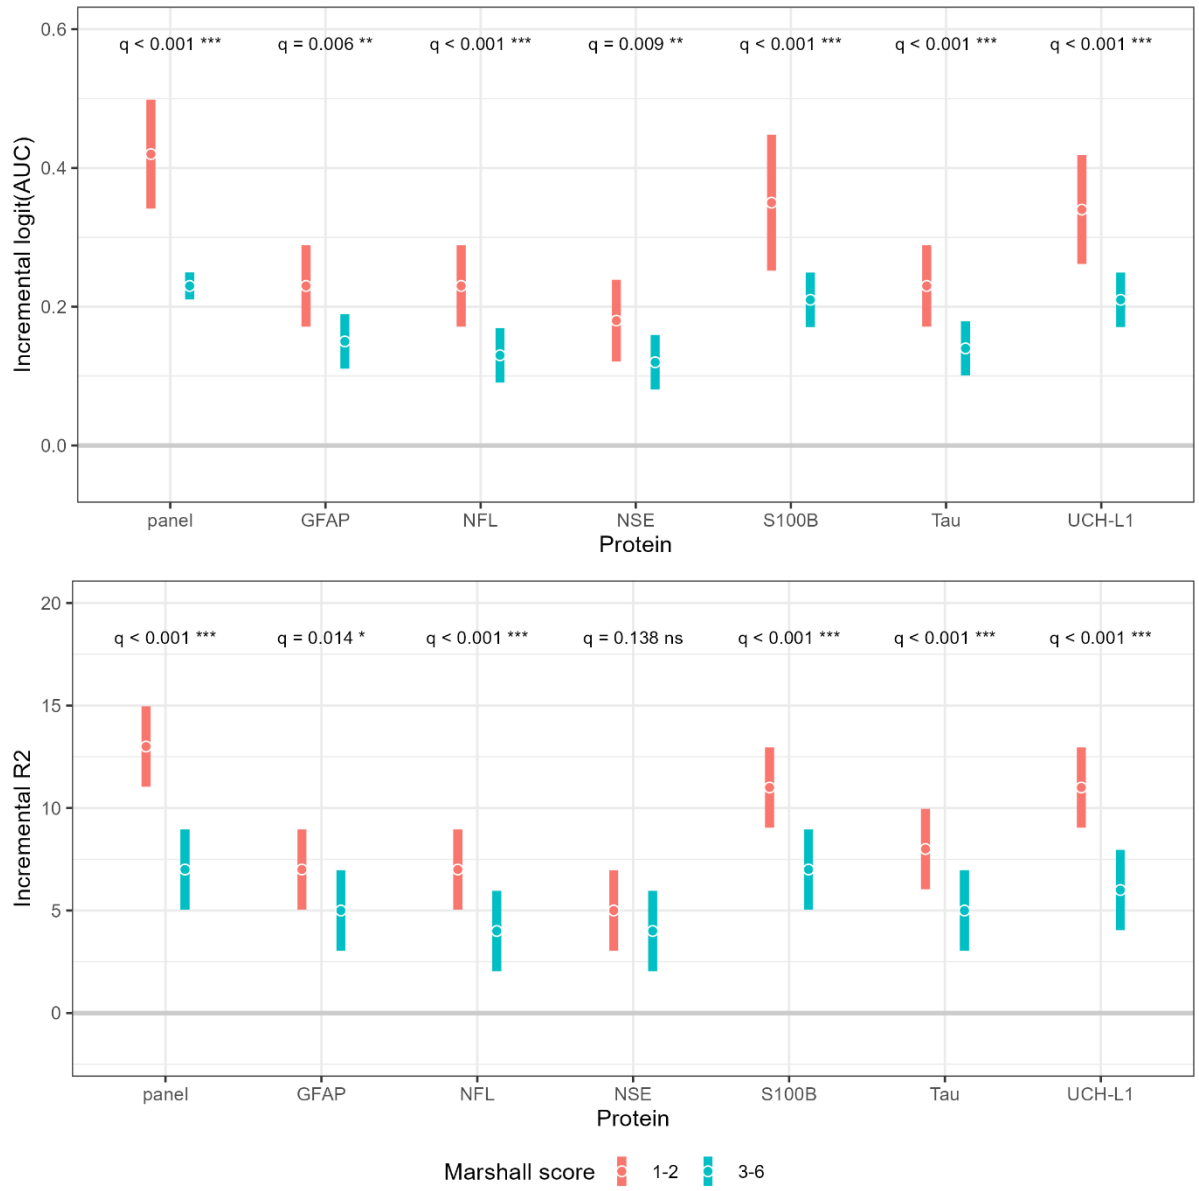 0.6
q < 0.001 *** q = 0.006 ** q < 0.001 *** q = 0.009 ** q < 0.001 *** q < 0.001 *** q < 0.001 ***
Incremental logit(AUC)
0.4
0.2
0.0
panel GFAP NFL NSE S100B Tau UCH-L1
Protein
20
q < 0.001 *** q = 0.014 * q < 0.001 *** q = 0.138 ns q < 0.001 *** q < 0.001 *** q < 0.001 ***
15
Incremental R2
10
5
0
panel GFAP NFL NSE S100B Tau UCH-L1
Protein
Marshall score 1-2 3-6